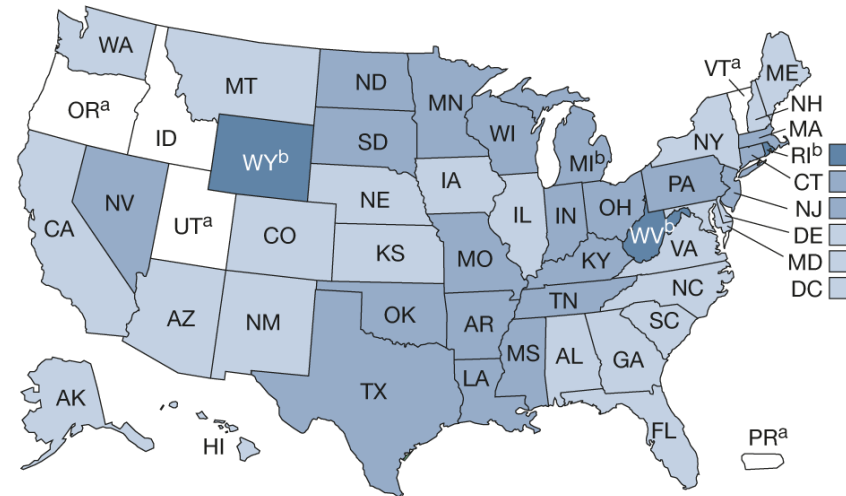 WA
MT
ND
MN
VTᵃ
ME
ORᵃ
ID
SD
WI
NH
NY
MA
WYᵇ
MIᵇ
RIᵇ
NV
NE
IA
PA
CT
CA
UTᵃ
CO
IL
IN
OH
NJ
KS
MO
WVᵇ
VA
DE
KY
MD
AZ
NM
OK
AR
TN
NC
DC
SC
MS
AL
GA
TX
LA
AK
HI
FL
PRᵃ